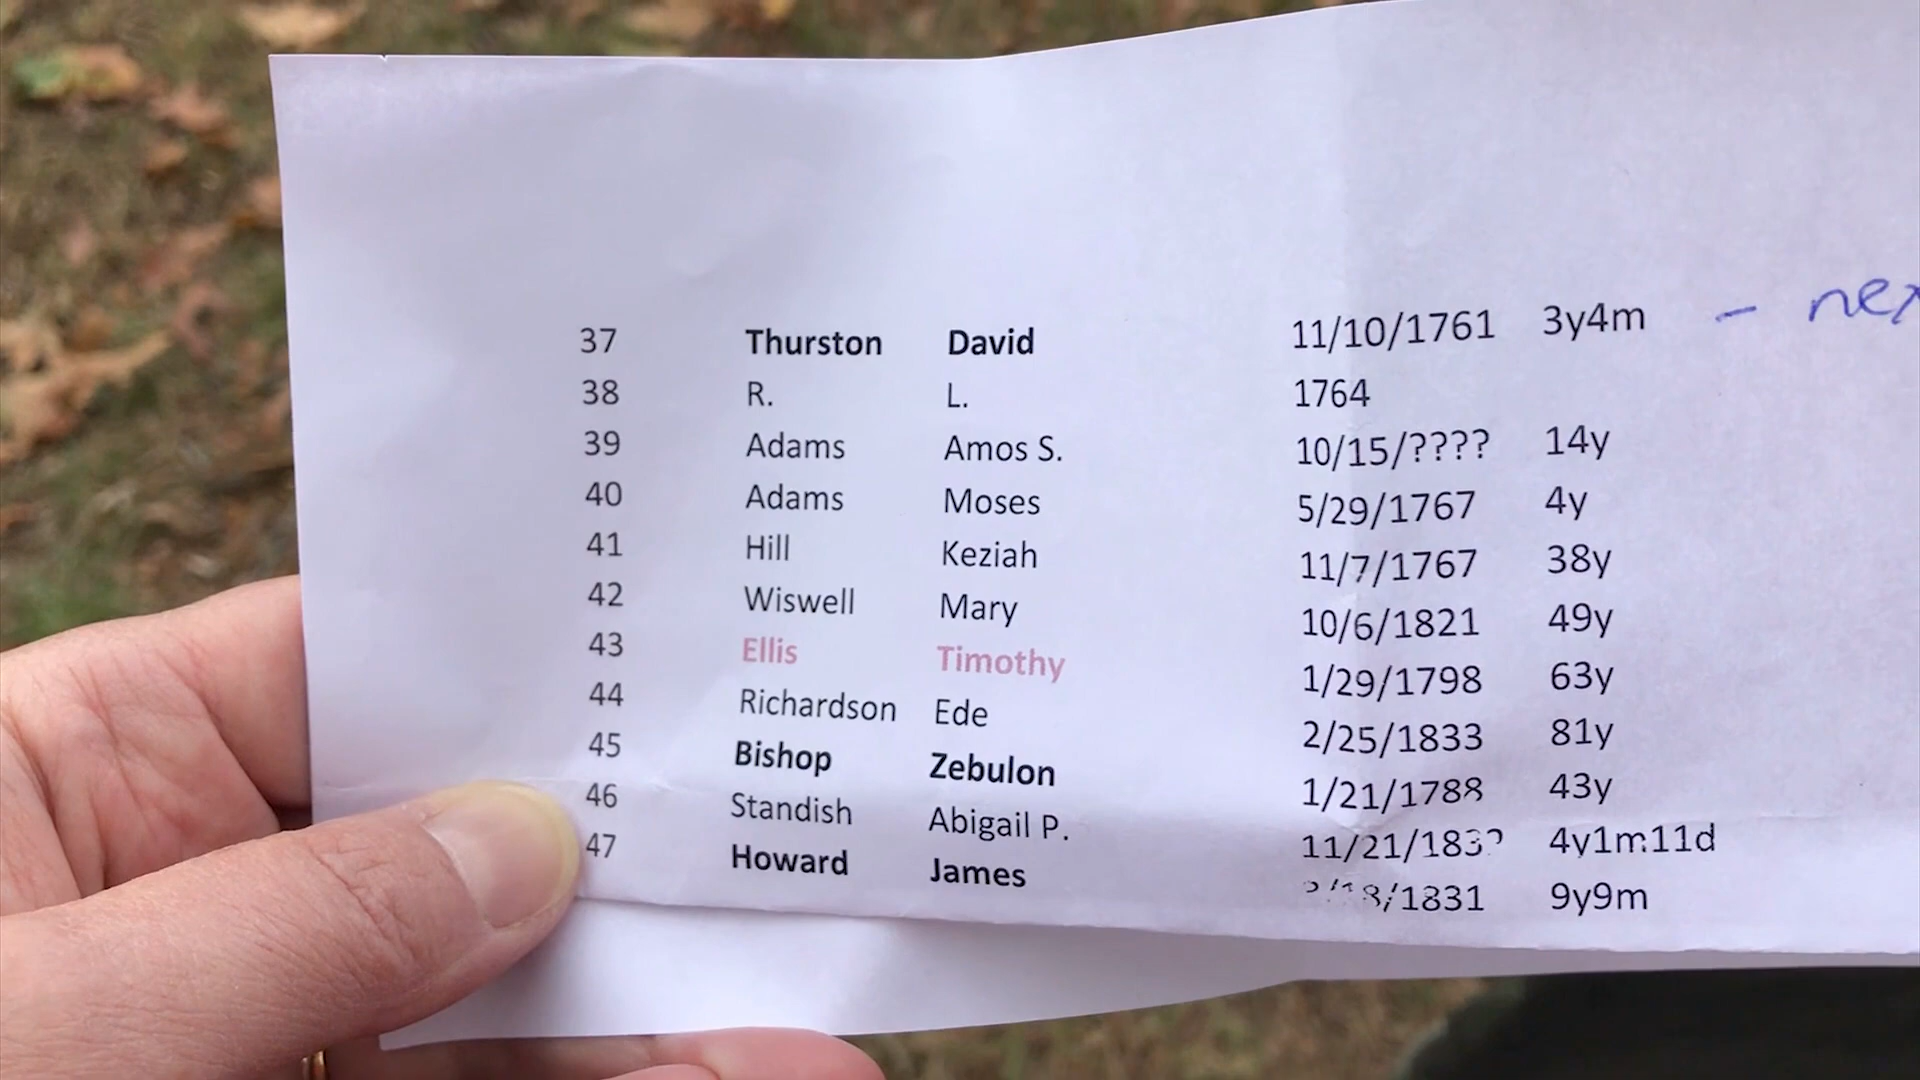 37 Thurston David 11/10/1761 3y4m –
38 R. L. 1764
39 Adams Amos S. 10/15/???? 14y
40 Adams Moses 5/29/1767 4y
41 Hill Keziah 11/7/1767 38y
42 Wiswell Mary 10/6/1821 49y
43 Ellis Timothy 1/29/1798 63y
44 Richardson Ede 2/25/1833 81y
45 Bishop Zebulon 1/21/1788 43y
46 Standish Abigail P. 4y1m11d
47 Howard James 9y9m